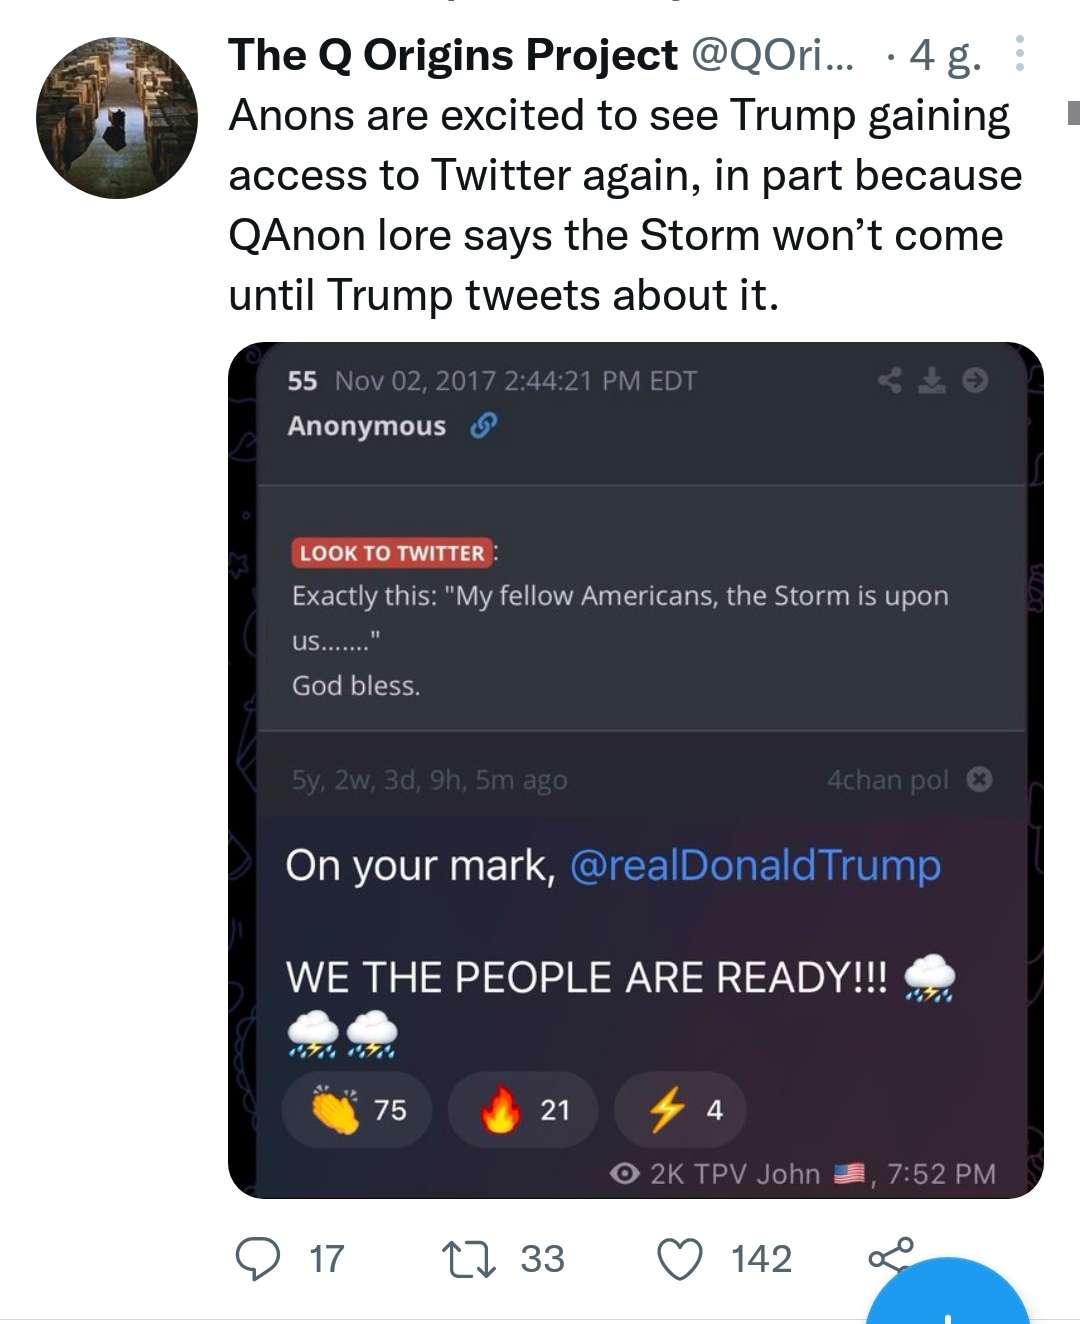 The Q Origins Project @QOri... · 4 g.
Anons are excited to see Trump gaining
access to Twitter again, in part because
QAnon lore says the Storm won’t come
until Trump tweets about it.
55 Nov 02, 2017 2:44:21 PM EDT
Anonymous
LOOK TO TWITTER:
Exactly this: "My fellow Americans, the Storm is upon
us......."
God bless.
5y, 2w, 3d, 9h, 5m ago 4chan pol
On your mark, @realDonaldTrump
WE THE PEOPLE ARE READY!!! ⛈️
⛈️⛈️
👏 75 🔥 21 ⚡ 4
2K TPV John 🇺🇸, 7:52 PM
17 33 142